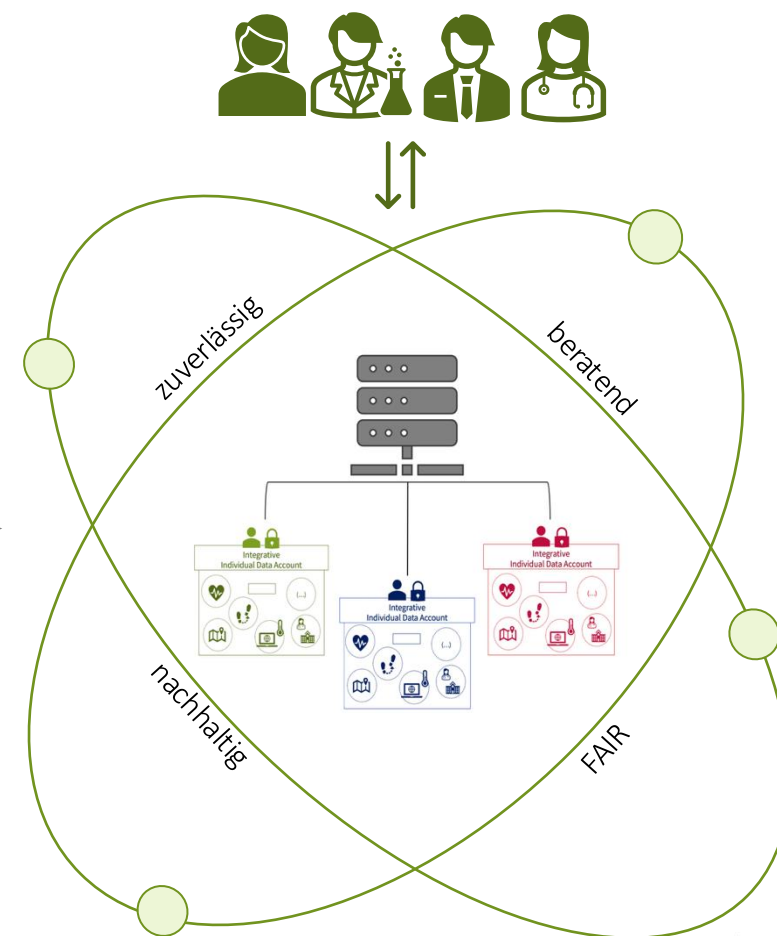 zuverlässig
beratend
Integrative
Individual Data Account
(...)
Integrative
Individual Data Account
(...)
Integrative
Individual Data Account
(...)
nachhaltig
FAIR